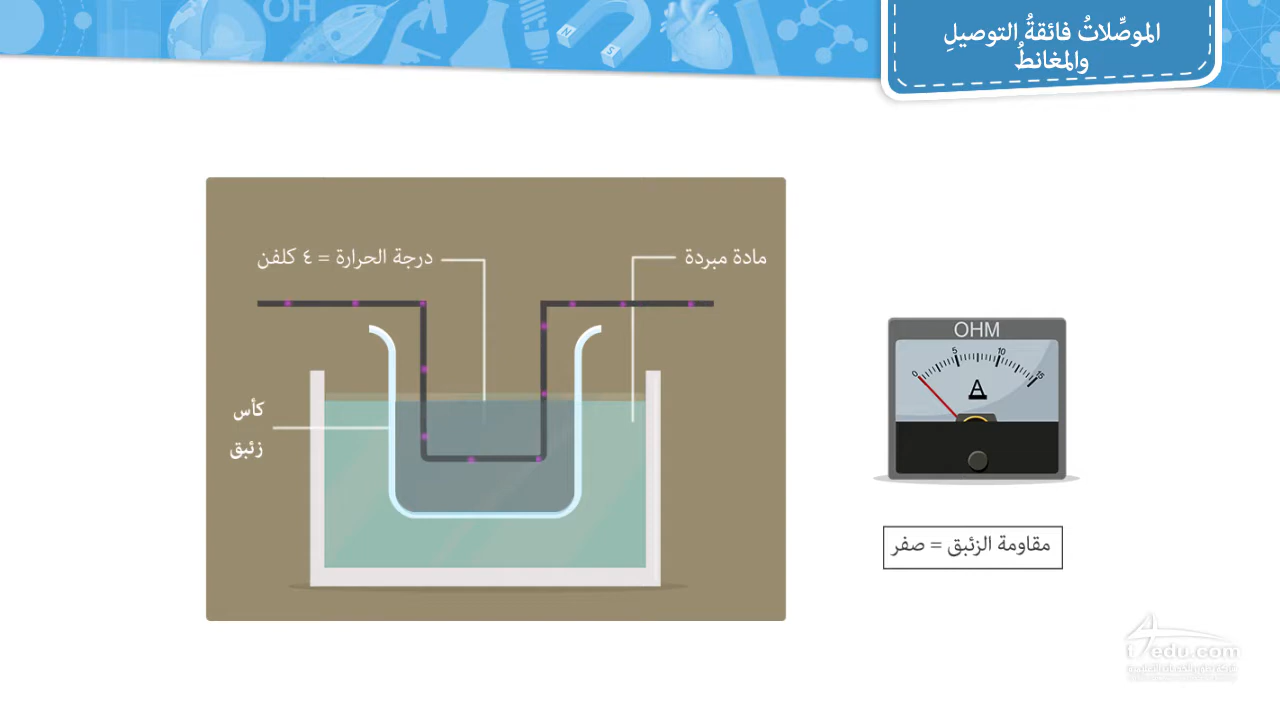 الموصِّلاتُ فائقةُ التوصيلِ
والمغانطُ
مادة مبردة
درجة الحرارة = ٤ كلفن
كأس
زئبق
OHM
0 5 10 15
A
مقاومة الزئبق = صفر
OH
N
S
edu.com